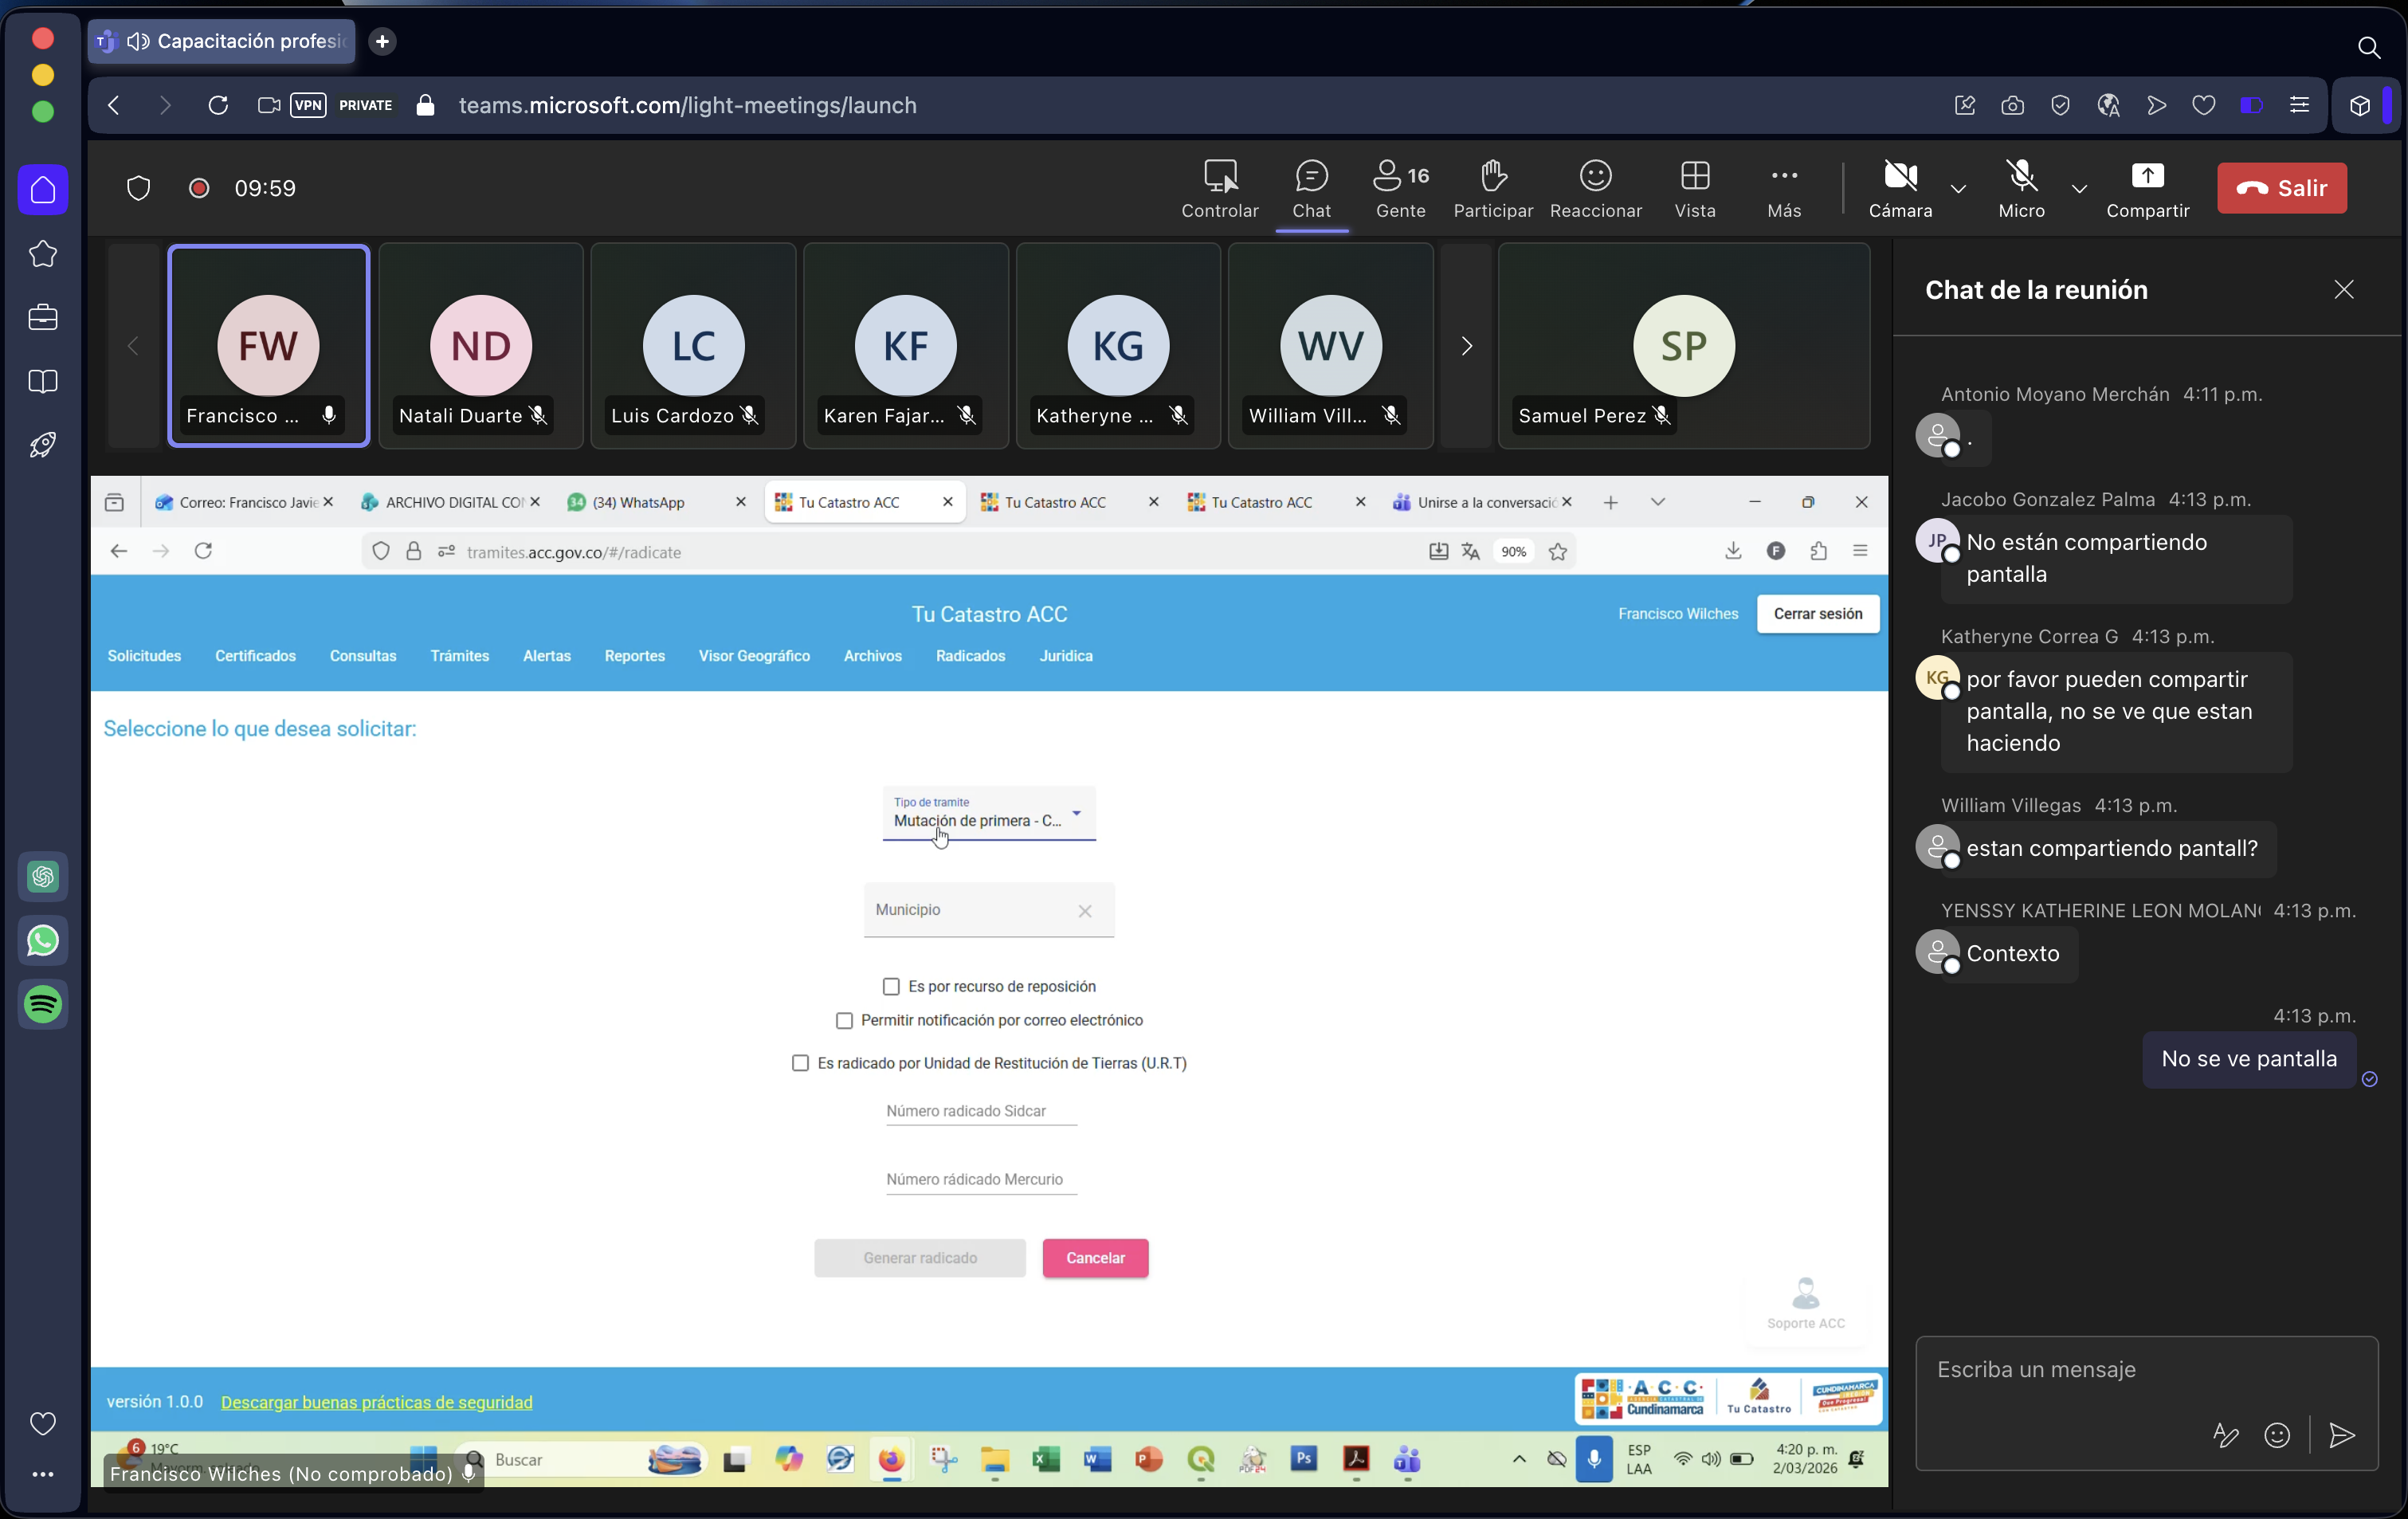 Capacitación profesi
VPN PRIVATE teams.microsoft.com/light-meetings/launch
09:59
16
Controlar Chat Gente Participar Reaccionar Vista Más Cámara Micro Compartir
Salir
FW ND LC KF KG WV SP
Francisco ... Natali Duarte Luis Cardozo Karen Fajar... Katheryne ... William Vill... Samuel Perez
Correo: Francisco Javie ARCHIVO DIGITAL CON (34) WhatsApp Tu Catastro ACC Tu Catastro ACC Tu Catastro ACC Unirse a la conversació
tramites.acc.gov.co/#/radicate 90% F
Tu Catastro ACC
Francisco Wilches Cerrar sesión
Solicitudes Certificados Consultas Trámites Alertas Reportes Visor Geográfico Archivos Radicados Juridica
Seleccione lo que desea solicitar:
Tipo de tramite
Mutación de primera - C...
Municipio
Es por recurso de reposición
Permitir notificación por correo electrónico
Es radicado por Unidad de Restitución de Tierras (U.R.T)
Número radicado Sidcar
Número rádicado Mercurio
Generar radicado Cancelar
Soporte ACC
versión 1.0.0 Descargar buenas prácticas de seguridad
·A·C·C·
Cundinamarca
Tu Catastro
CUNDINAMARCA
6 19°C
Buscar
Francisco Wilches (No comprobado)
ESP
LAA
4:20 p. m.
2/03/2026
Chat de la reunión
Antonio Moyano Merchán 4:11 p.m.
.
Jacobo Gonzalez Palma 4:13 p.m.
JP
No están compartiendo
pantalla
Katheryne Correa G 4:13 p.m.
KG
por favor pueden compartir
pantalla, no se ve que estan
haciendo
William Villegas 4:13 p.m.
estan compartiendo pantall?
YENSSY KATHERINE LEON MOLAN 4:13 p.m.
Contexto
4:13 p.m.
No se ve pantalla
Escriba un mensaje